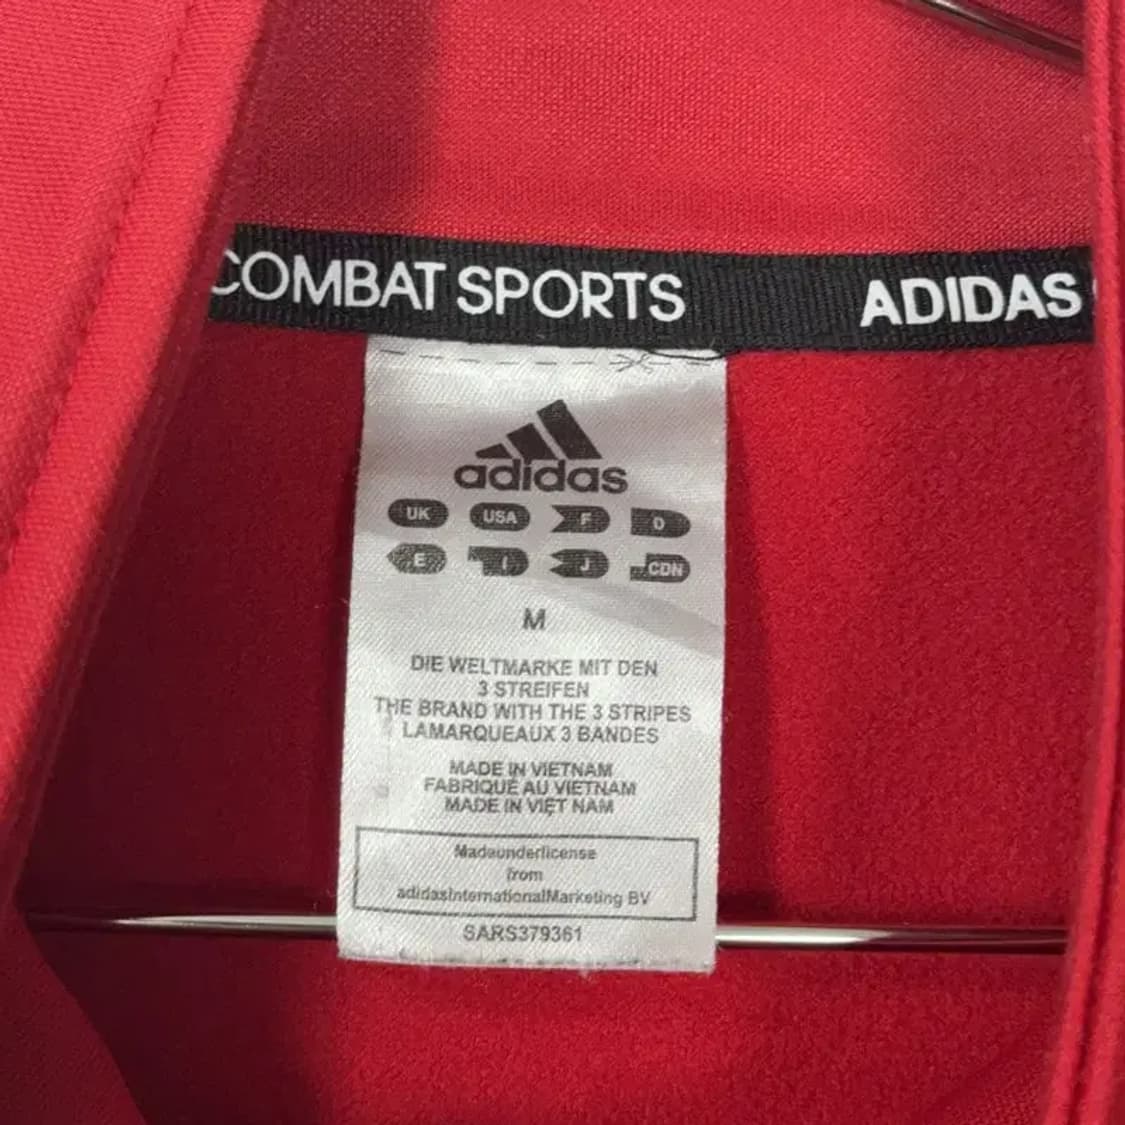 COMBAT SPORTS ADIDAS
adidas
UK USA F D
E I J CDN
M
DIE WELTMARKE MIT DEN
3 STREIFEN
THE BRAND WITH THE 3 STRIPES
LAMARQUEAUX 3 BANDES
MADE IN VIETNAM
FABRIQUÉ AU VIETNAM
MADE IN VIỆT NAM
Madeunderlicense
from
adidasInternationalMarketing BV
SARS379361